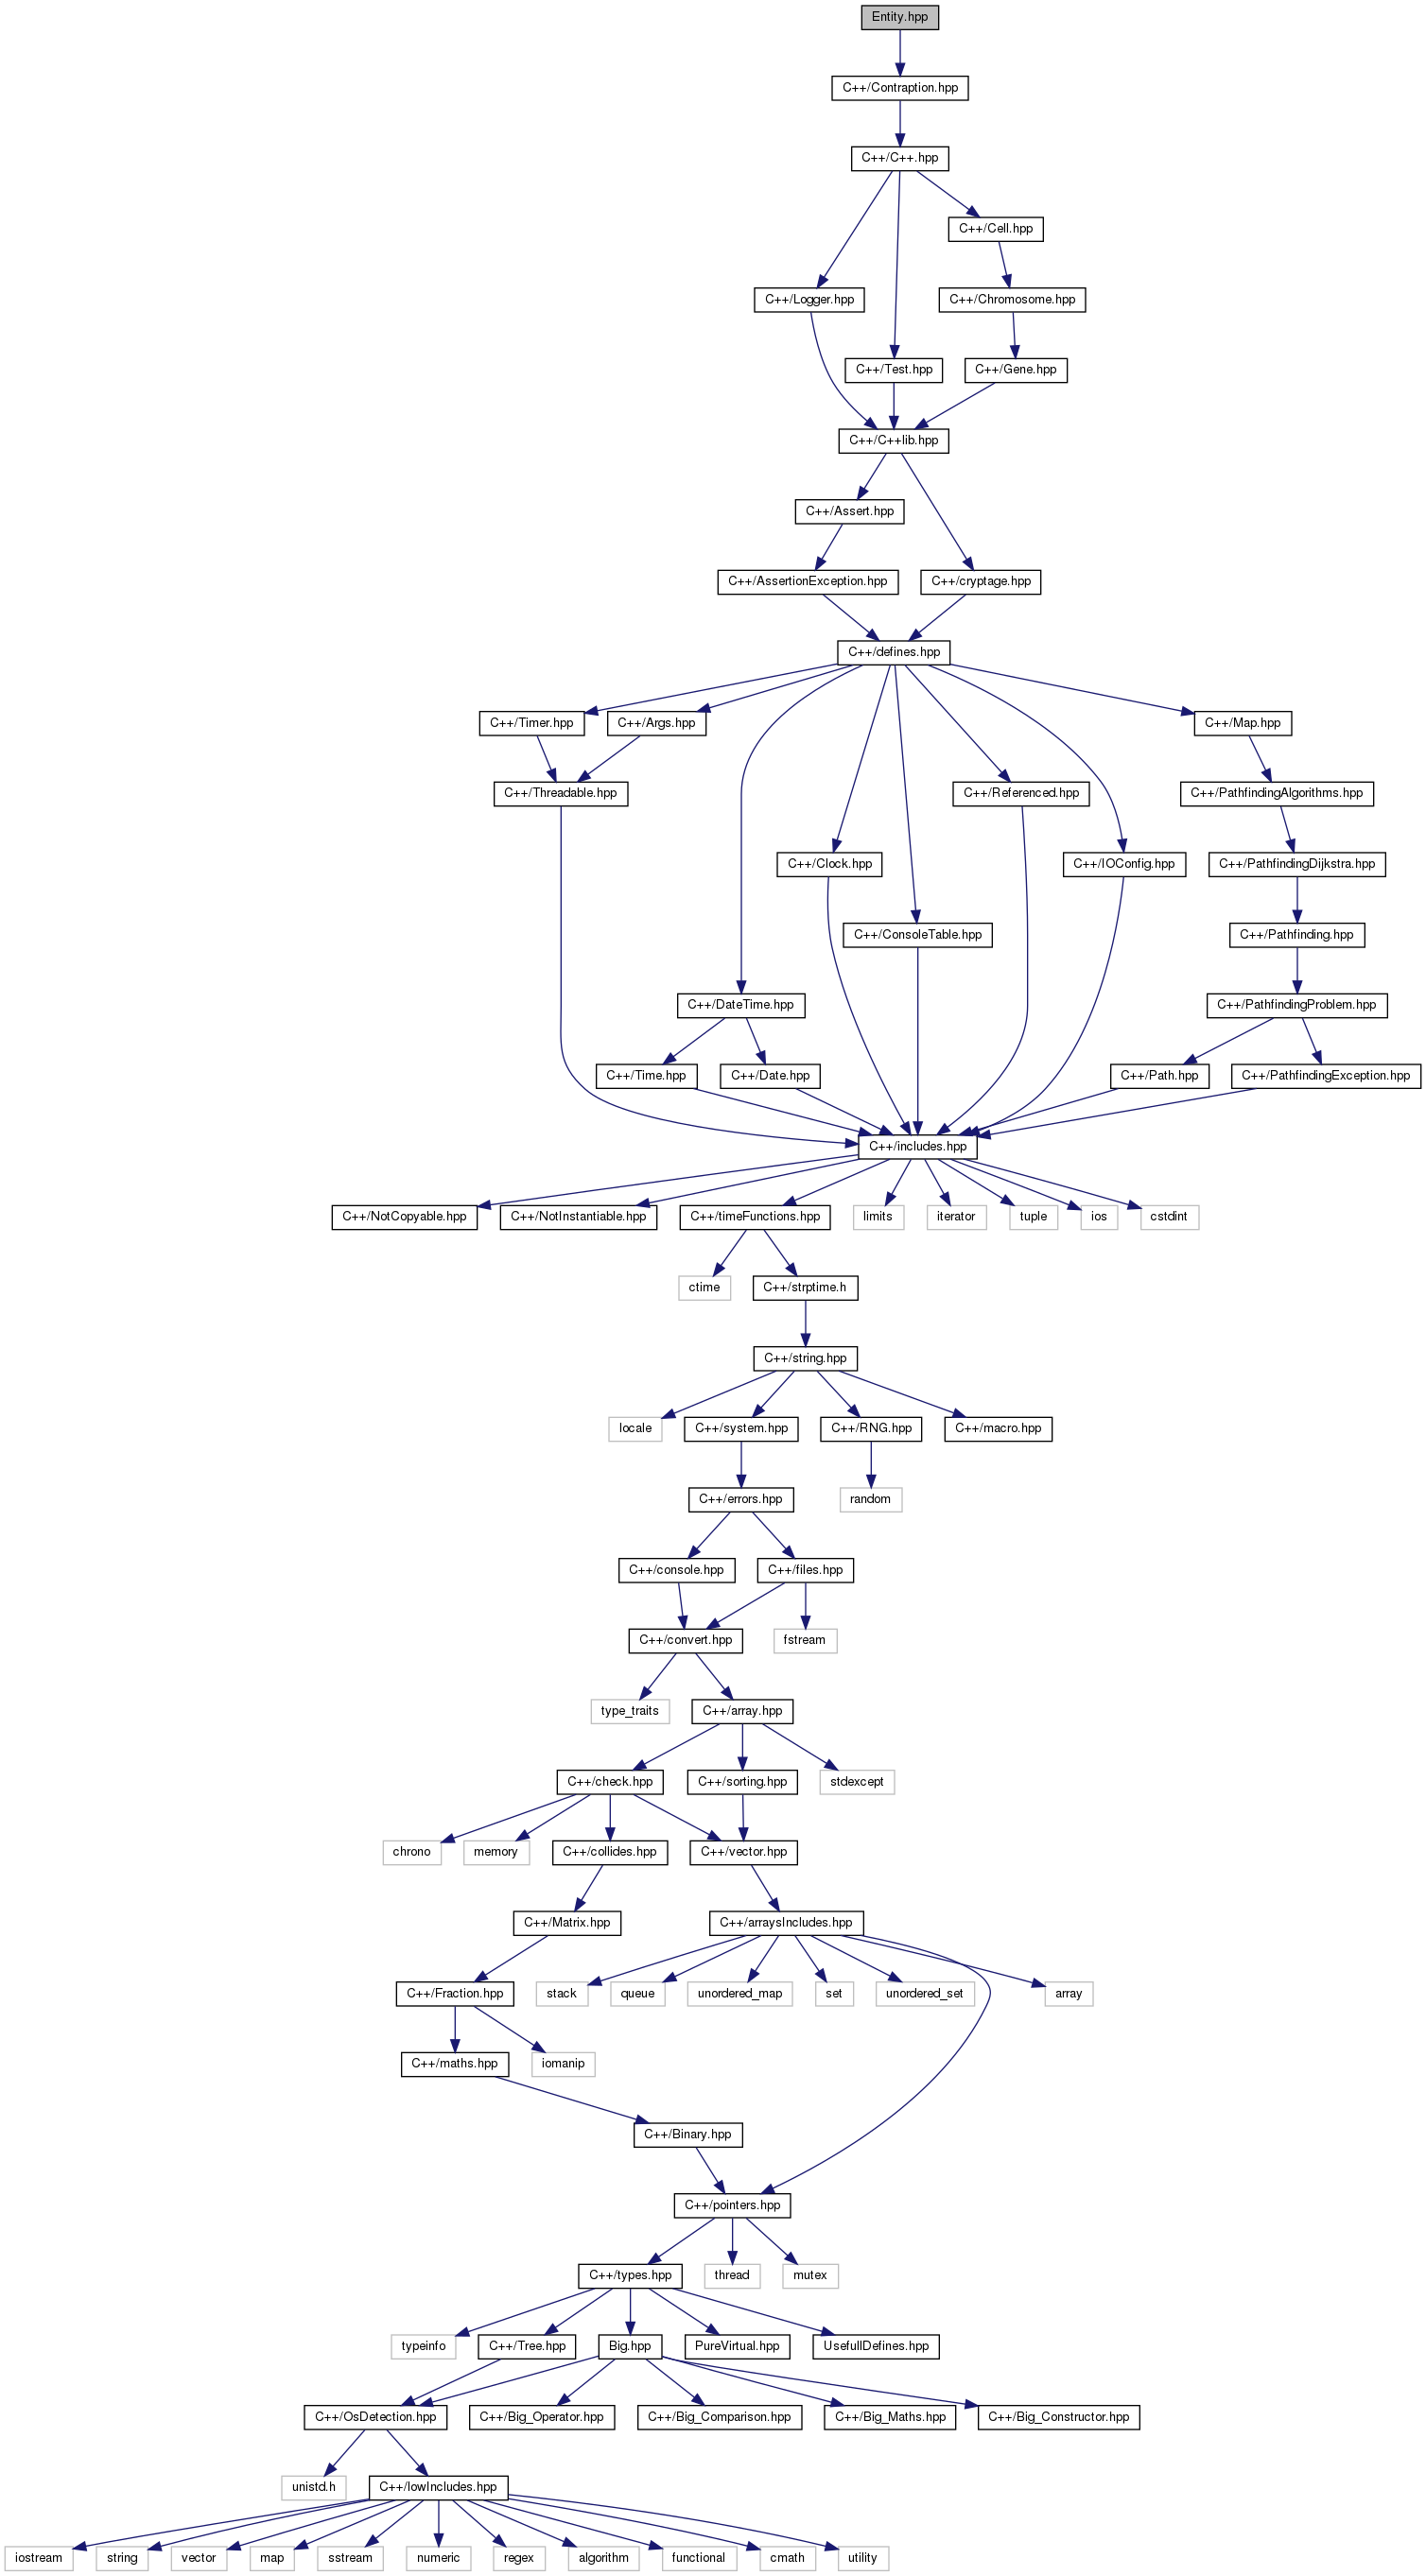 Entity.hpp
C++/Contraption.hpp
C++/C++.hpp
C++/Cell.hpp
C++/Logger.hpp
C++/Chromosome.hpp
C++/Test.hpp
C++/Gene.hpp
C++/C++lib.hpp
C++/Assert.hpp
C++/AssertionException.hpp
C++/cryptage.hpp
C++/defines.hpp
C++/Timer.hpp
C++/Args.hpp
C++/Map.hpp
C++/Threadable.hpp
C++/Referenced.hpp
C++/PathfindingAlgorithms.hpp
C++/Clock.hpp
C++/IOConfig.hpp
C++/PathfindingDijkstra.hpp
C++/ConsoleTable.hpp
C++/Pathfinding.hpp
C++/DateTime.hpp
C++/PathfindingProblem.hpp
C++/Time.hpp
C++/Date.hpp
C++/Path.hpp
C++/PathfindingException.hpp
C++/includes.hpp
C++/NotCopyable.hpp
C++/NotInstantiable.hpp
C++/timeFunctions.hpp
limits
iterator
tuple
ios
cstdint
ctime
C++/strptime.h
C++/string.hpp
locale
C++/system.hpp
C++/RNG.hpp
C++/macro.hpp
C++/errors.hpp
random
C++/console.hpp
C++/files.hpp
C++/convert.hpp
fstream
type_traits
C++/array.hpp
C++/check.hpp
C++/sorting.hpp
stdexcept
chrono
memory
C++/collides.hpp
C++/vector.hpp
C++/Matrix.hpp
C++/arraysIncludes.hpp
C++/Fraction.hpp
stack
queue
unordered_map
set
unordered_set
array
C++/maths.hpp
iomanip
C++/Binary.hpp
C++/pointers.hpp
C++/types.hpp
thread
mutex
typeinfo
C++/Tree.hpp
Big.hpp
PureVirtual.hpp
UsefullDefines.hpp
C++/OsDetection.hpp
C++/Big_Operator.hpp
C++/Big_Comparison.hpp
C++/Big_Maths.hpp
C++/Big_Constructor.hpp
unistd.h
C++/lowIncludes.hpp
iostream
string
vector
map
sstream
numeric
regex
algorithm
functional
cmath
utility